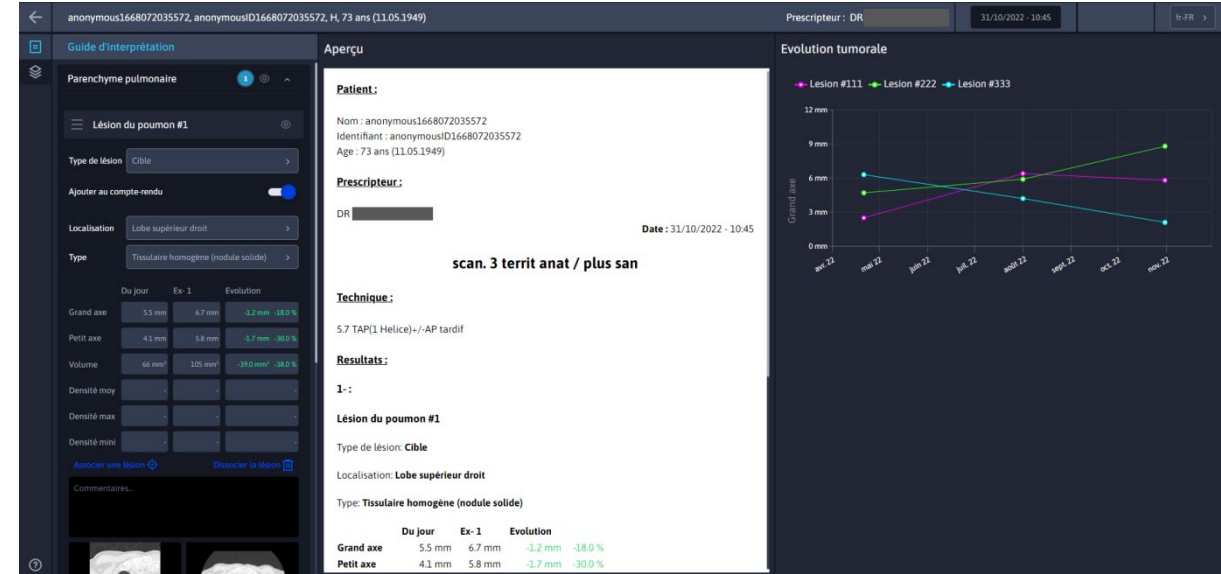 anonymous1668072035572, anonymousID1668072035572, H, 73 ans (11.05.1949)
Prescripteur : DR
31/10/2022 - 10:45
fr-FR >
Guide d'interprétation
Parenchyme pulmonaire 1
Lésion du poumon #1
Type de lésion Cible >
Ajouter au compte-rendu
Localisation Lobe supérieur droit >
Type Tissulaire homogène (nodule solide) >
Du jour Ex- 1 Evolution
Grand axe 5.5 mm 6.7 mm -1.2 mm -18.0 %
Petit axe 4.1 mm 5.8 mm -1.7 mm -30.0 %
Volume 66 mm³ 105 mm³ -39.0 mm³ -38.0 %
Densité moy - - -
Densité max - - -
Densité mini - - -
Associer une lésion Dissocier la lésion
Commentaires...
Aperçu
Patient :
Nom : anonymous1668072035572
Identifiant : anonymousID1668072035572
Age : 73 ans (11.05.1949)
Prescripteur :
DR
Date : 31/10/2022 - 10:45
scan. 3 territ anat / plus san
Technique :
5.7 TAP(1 Helice)+/-AP tardif
Resultats :
1- :
Lésion du poumon #1
Type de lésion: Cible
Localisation: Lobe supérieur droit
Type: Tissulaire homogène (nodule solide)
Du jour Ex- 1 Evolution
Grand axe 5.5 mm 6.7 mm -1.2 mm -18.0 %
Petit axe 4.1 mm 5.8 mm -1.7 mm -30.0 %
Evolution tumorale
Lesion #111 Lesion #222 Lesion #333
12 mm
9 mm
6 mm
3 mm
0 mm
Grand axe
avr. 22 mai 22 juin 22 juil. 22 août 22 sept. 22 oct. 22 nov. 22